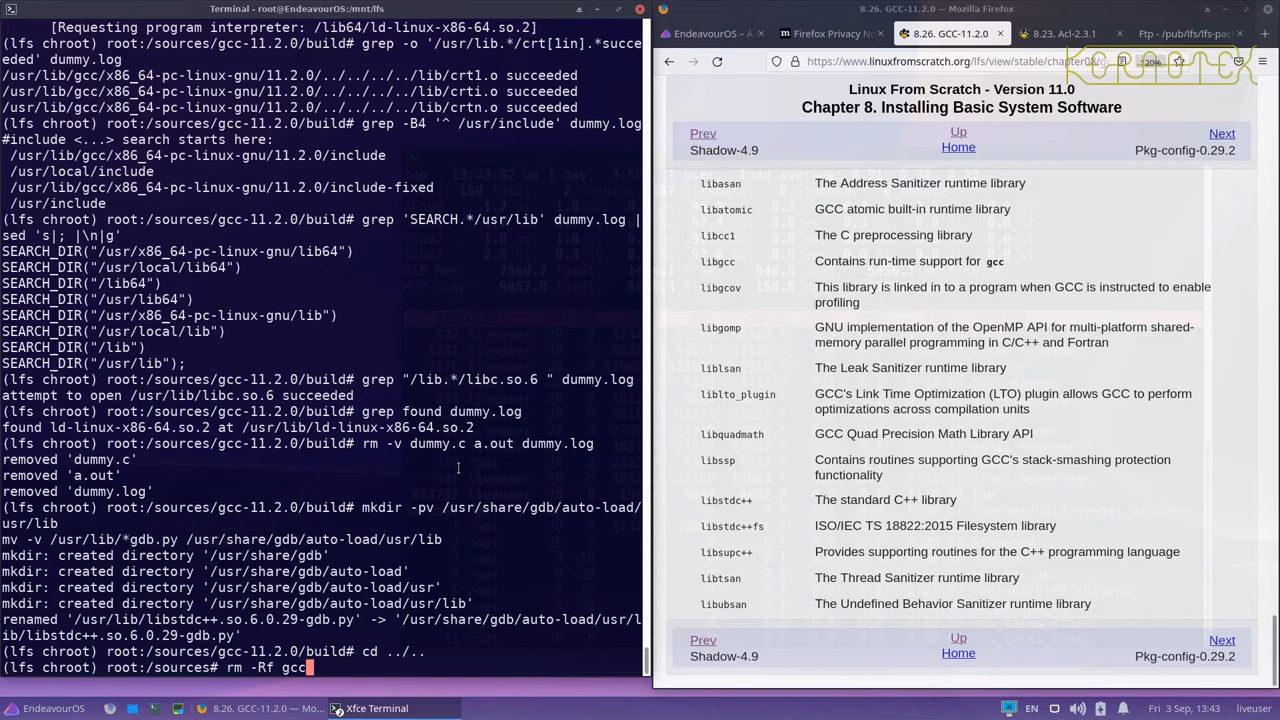 Terminal - root@EndeavourOS:/mnt/lfs
[Requesting program interpreter: /lib64/ld-linux-x86-64.so.2]
(lfs chroot) root:/sources/gcc-11.2.0/build# grep -o '/usr/lib.*/crt[1in].*succe
eded' dummy.log
/usr/lib/gcc/x86_64-pc-linux-gnu/11.2.0/../../../../lib/crt1.o succeeded
/usr/lib/gcc/x86_64-pc-linux-gnu/11.2.0/../../../../lib/crti.o succeeded
/usr/lib/gcc/x86_64-pc-linux-gnu/11.2.0/../../../../lib/crtn.o succeeded
(lfs chroot) root:/sources/gcc-11.2.0/build# grep -B4 '^ /usr/include' dummy.log
#include <...> search starts here:
/usr/lib/gcc/x86_64-pc-linux-gnu/11.2.0/include
/usr/local/include
/usr/lib/gcc/x86_64-pc-linux-gnu/11.2.0/include-fixed
/usr/include
(lfs chroot) root:/sources/gcc-11.2.0/build# grep 'SEARCH.*/usr/lib' dummy.log |
sed 's|; |\n|g'
SEARCH_DIR("/usr/x86_64-pc-linux-gnu/lib64")
SEARCH_DIR("/usr/local/lib64")
SEARCH_DIR("/lib64")
SEARCH_DIR("/usr/lib64")
SEARCH_DIR("/usr/x86_64-pc-linux-gnu/lib")
SEARCH_DIR("/usr/local/lib")
SEARCH_DIR("/lib")
SEARCH_DIR("/usr/lib");
(lfs chroot) root:/sources/gcc-11.2.0/build# grep "/lib.*/libc.so.6 " dummy.log
attempt to open /usr/lib/libc.so.6 succeeded
(lfs chroot) root:/sources/gcc-11.2.0/build# grep found dummy.log
found ld-linux-x86-64.so.2 at /usr/lib/ld-linux-x86-64.so.2
(lfs chroot) root:/sources/gcc-11.2.0/build# rm -v dummy.c a.out dummy.log
removed 'dummy.c'
removed 'a.out'
removed 'dummy.log'
(lfs chroot) root:/sources/gcc-11.2.0/build# mkdir -pv /usr/share/gdb/auto-load/
usr/lib
mv -v /usr/lib/*gdb.py /usr/share/gdb/auto-load/usr/lib
mkdir: created directory '/usr/share/gdb'
mkdir: created directory '/usr/share/gdb/auto-load'
mkdir: created directory '/usr/share/gdb/auto-load/usr'
mkdir: created directory '/usr/share/gdb/auto-load/usr/lib'
renamed '/usr/lib/libstdc++.so.6.0.29-gdb.py' -> '/usr/share/gdb/auto-load/usr/l
ib/libstdc++.so.6.0.29-gdb.py'
(lfs chroot) root:/sources/gcc-11.2.0/build# cd ../..
(lfs chroot) root:/sources# rm -Rf gcc
8.26. GCC-11.2.0 — Mozilla Firefox
EndeavourOS —
Firefox Privacy No
8.26. GCC-11.2.0
8.23. Acl-2.3.1
Ftp - /pub/lfs/lfs-pack
https://www.linuxfromscratch.org/lfs/view/stable/chapter08/g
120%
Linux From Scratch - Version 11.0
Chapter 8. Installing Basic System Software
Prev Up Next
Shadow-4.9 Home Pkg-config-0.29.2
libasan The Address Sanitizer runtime library
libatomic GCC atomic built-in runtime library
libcc1 The C preprocessing library
libgcc Contains run-time support for gcc
libgcov This library is linked in to a program when GCC is instructed to enable
profiling
libgomp GNU implementation of the OpenMP API for multi-platform shared-
memory parallel programming in C/C++ and Fortran
liblsan The Leak Sanitizer runtime library
liblto_plugin GCC's Link Time Optimization (LTO) plugin allows GCC to perform
optimizations across compilation units
libquadmath GCC Quad Precision Math Library API
libssp Contains routines supporting GCC's stack-smashing protection
functionality
libstdc++ The standard C++ library
libstdc++fs ISO/IEC TS 18822:2015 Filesystem library
libsupc++ Provides supporting routines for the C++ programming language
libtsan The Thread Sanitizer runtime library
libubsan The Undefined Behavior Sanitizer runtime library
Prev Up Next
Shadow-4.9 Home Pkg-config-0.29.2
EndeavourOS
8.26. GCC-11.2.0 — Mo...
Xfce Terminal
EN
Fri 3 Sep, 13:43
liveuser